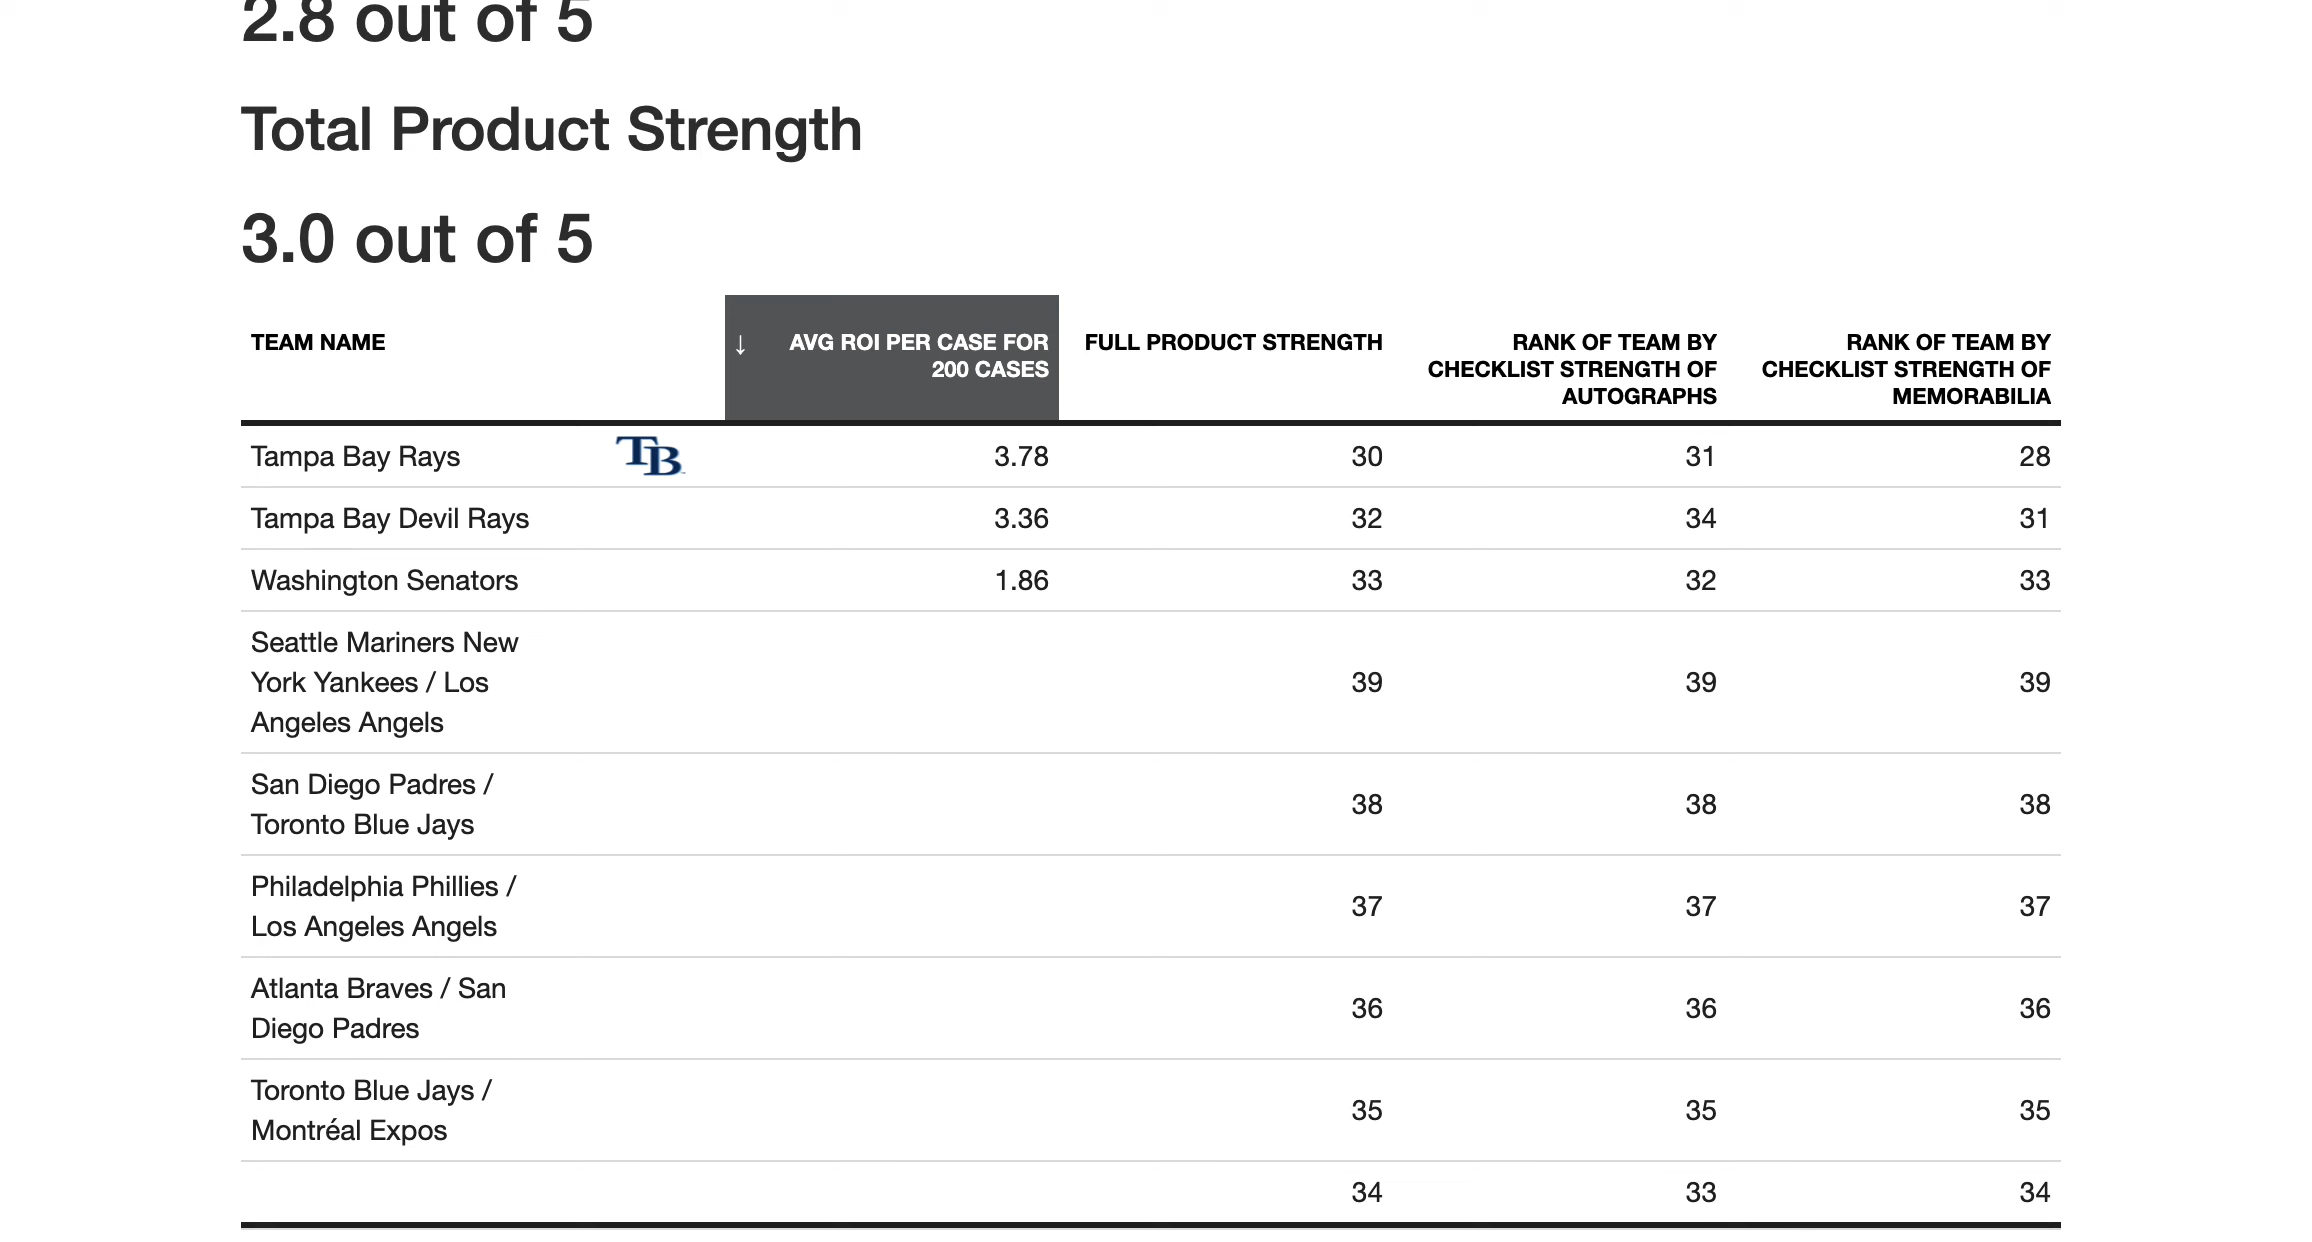 2.8 out of 5
Total Product Strength
3.0 out of 5
TEAM NAME
↓ AVG ROI PER CASE FOR
200 CASES
FULL PRODUCT STRENGTH
RANK OF TEAM BY
CHECKLIST STRENGTH OF
AUTOGRAPHS
RANK OF TEAM BY
CHECKLIST STRENGTH OF
MEMORABILIA
Tampa Bay Rays TB 3.78 30 31 28
Tampa Bay Devil Rays 3.36 32 34 31
Washington Senators 1.86 33 32 33
Seattle Mariners New
York Yankees / Los
Angeles Angels
39 39 39
San Diego Padres /
Toronto Blue Jays
38 38 38
Philadelphia Phillies /
Los Angeles Angels
37 37 37
Atlanta Braves / San
Diego Padres
36 36 36
Toronto Blue Jays /
Montréal Expos
35 35 35
34 33 34